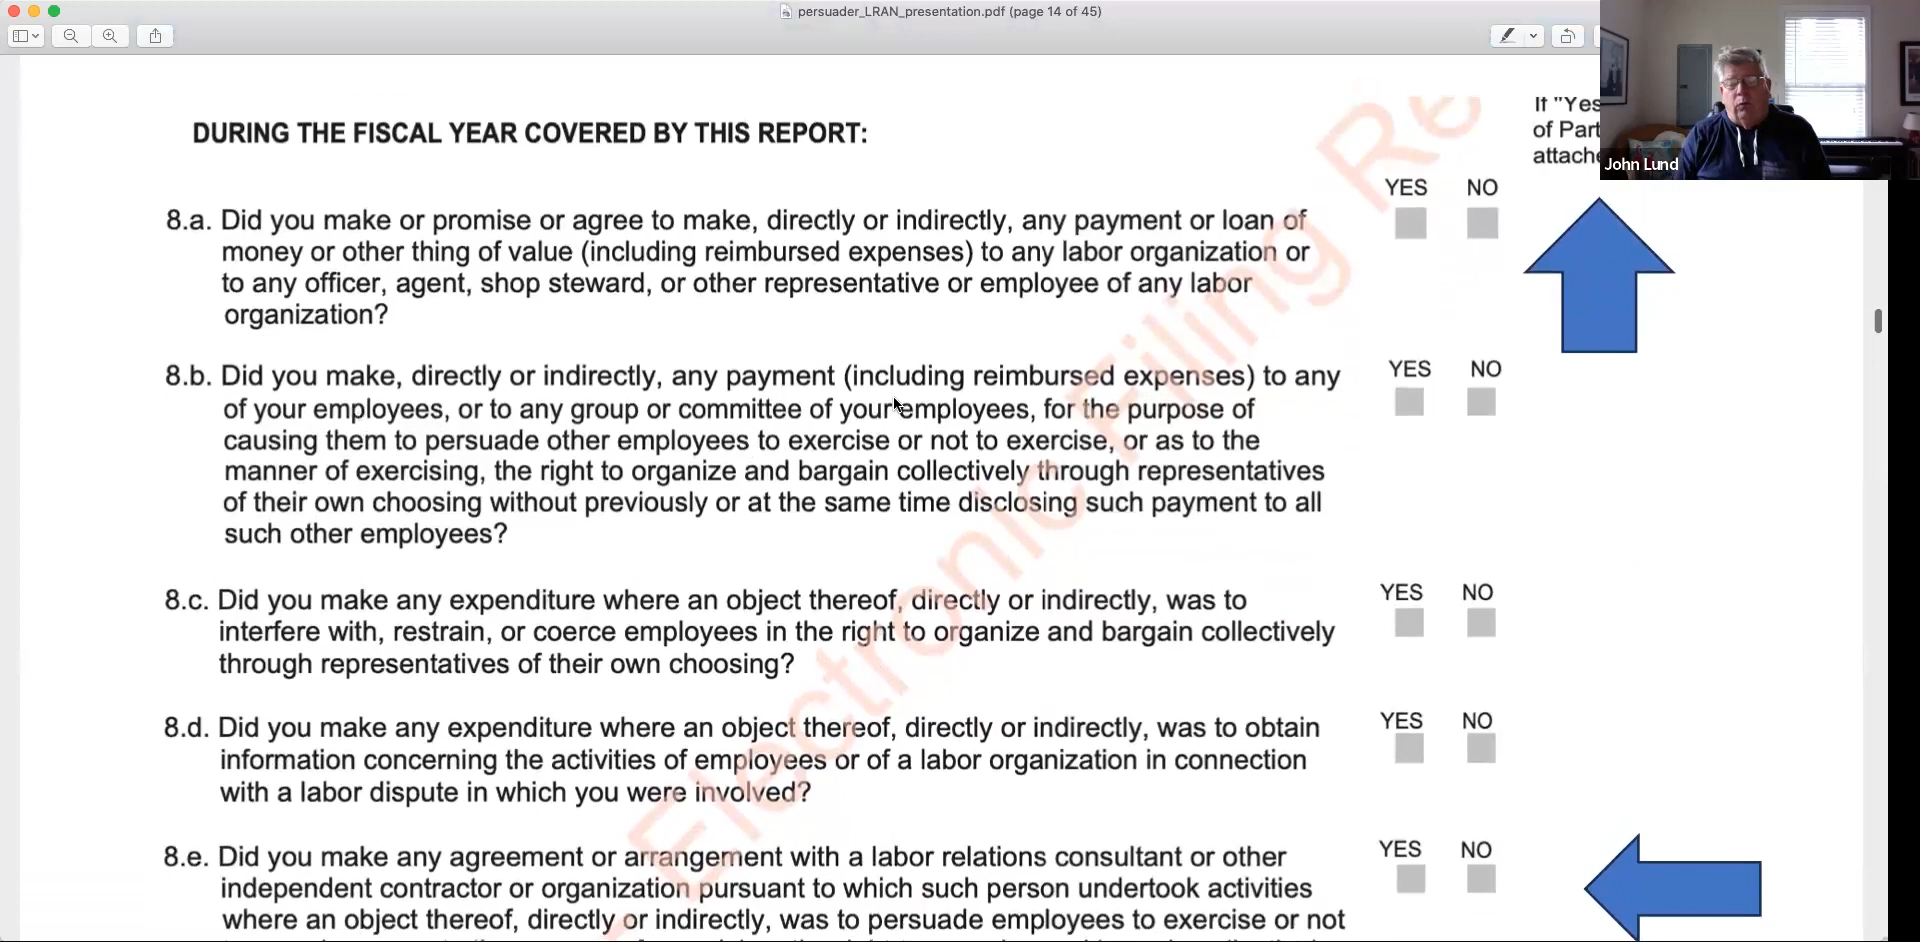 persuader_LRAN_presentation.pdf (page 14 of 45)
DURING THE FISCAL YEAR COVERED BY THIS REPORT:
If "Yes
of Part
attache
John Lund
YES NO
8.a. Did you make or promise or agree to make, directly or indirectly, any payment or loan of
money or other thing of value (including reimbursed expenses) to any labor organization or
to any officer, agent, shop steward, or other representative or employee of any labor
organization?
YES NO
8.b. Did you make, directly or indirectly, any payment (including reimbursed expenses) to any
of your employees, or to any group or committee of your employees, for the purpose of
causing them to persuade other employees to exercise or not to exercise, or as to the
manner of exercising, the right to organize and bargain collectively through representatives
of their own choosing without previously or at the same time disclosing such payment to all
such other employees?
YES NO
8.c. Did you make any expenditure where an object thereof, directly or indirectly, was to
interfere with, restrain, or coerce employees in the right to organize and bargain collectively
through representatives of their own choosing?
YES NO
8.d. Did you make any expenditure where an object thereof, directly or indirectly, was to obtain
information concerning the activities of employees or of a labor organization in connection
with a labor dispute in which you were involved?
YES NO
8.e. Did you make any agreement or arrangement with a labor relations consultant or other
independent contractor or organization pursuant to which such person undertook activities
where an object thereof, directly or indirectly, was to persuade employees to exercise or not
Electronic Filing Re